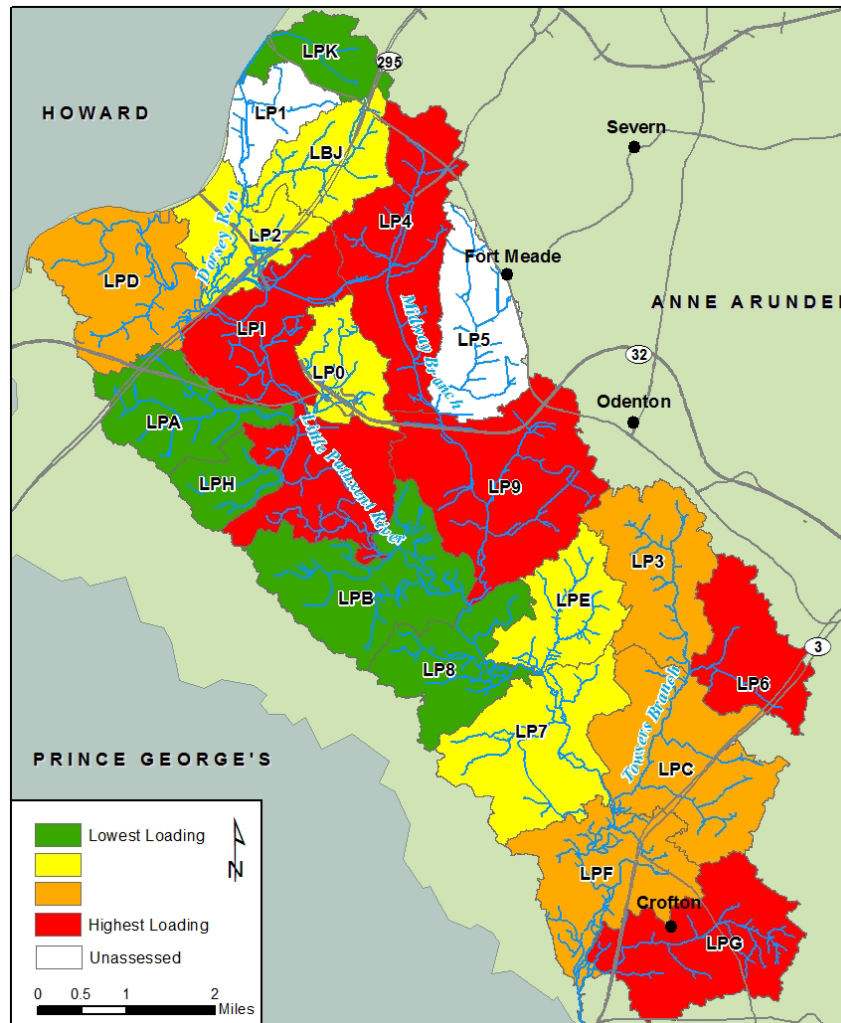 LPK
295
HOWARD
LP1
Severn
LBJ
Dorsey Run
LP2
LP4
Fort Meade
LPD
ANNE ARUNDEL
LPI
Midway Branch
LP5
32
LP0
Odenton
LPA
Little Patuxent River
LPH
LP9
LP3
LPE
LPB
3
LP8
LP6
Towsers Branch
LP7
PRINCE GEORGE'S
LPC
Lowest Loading
N
LPF
Crofton
Highest Loading
LPG
Unassessed
0 0.5 1 2
Miles